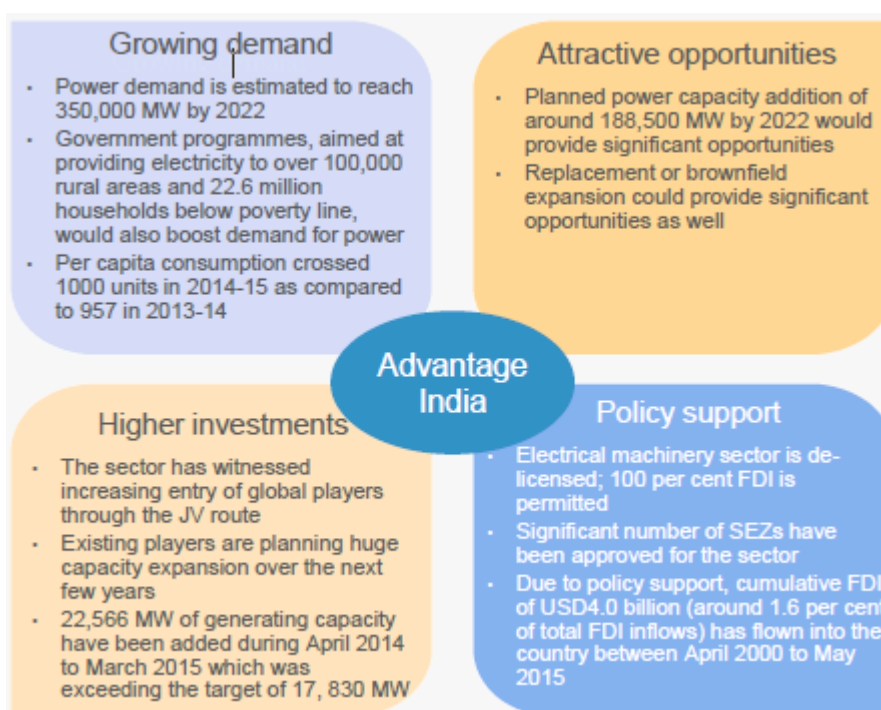 Growing demand
· Power demand is estimated to reach
350,000 MW by 2022
· Government programmes, aimed at
providing electricity to over 100,000
rural areas and 22.6 million
households below poverty line,
would also boost demand for power
· Per capita consumption crossed
1000 units in 2014-15 as compared
to 957 in 2013-14
Attractive opportunities
· Planned power capacity addition of
around 188,500 MW by 2022 would
provide significant opportunities
· Replacement or brownfield
expansion could provide significant
opportunities as well
Advantage
India
Higher investments
· The sector has witnessed
increasing entry of global players
through the JV route
· Existing players are planning huge
capacity expansion over the next
few years
· 22,566 MW of generating capacity
have been added during April 2014
to March 2015 which was
exceeding the target of 17, 830 MW
Policy support
· Electrical machinery sector is de-
licensed; 100 per cent FDI is
permitted
· Significant number of SEZs have
been approved for the sector
· Due to policy support, cumulative FDI
of USD4.0 billion (around 1.6 per cent
of total FDI inflows) has flown into the
country between April 2000 to May
2015